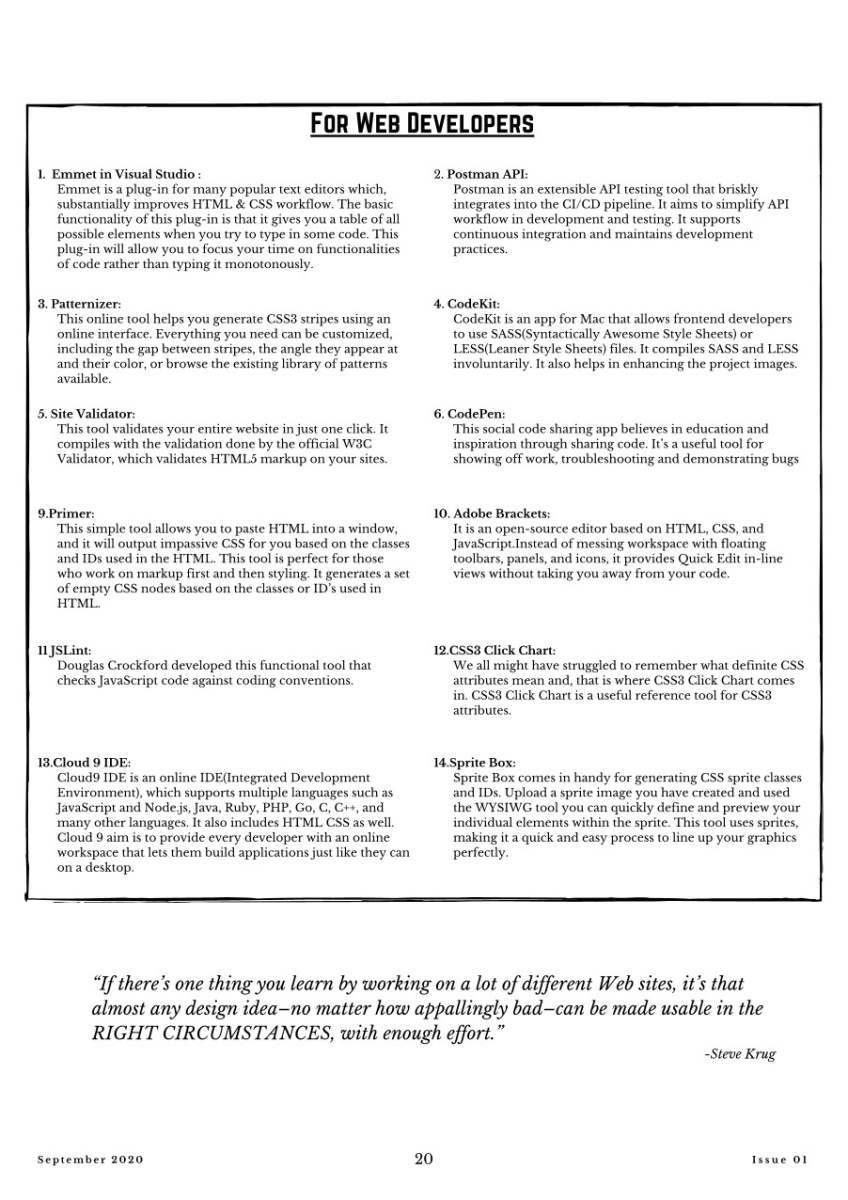 For Web Developers
1. Emmet in Visual Studio :
Emmet is a plug-in for many popular text editors which,
substantially improves HTML & CSS workflow. The basic
functionality of this plug-in is that it gives you a table of all
possible elements when you try to type in some code. This
plug-in will allow you to focus your time on functionalities
of code rather than typing it monotonously.
2. Postman API:
Postman is an extensible API testing tool that briskly
integrates into the CI/CD pipeline. It aims to simplify API
workflow in development and testing. It supports
continuous integration and maintains development
practices.
3. Patternizer:
This online tool helps you generate CSS3 stripes using an
online interface. Everything you need can be customized,
including the gap between stripes, the angle they appear at
and their color, or browse the existing library of patterns
available.
4. CodeKit:
CodeKit is an app for Mac that allows frontend developers
to use SASS(Syntactically Awesome Style Sheets) or
LESS(Leaner Style Sheets) files. It compiles SASS and LESS
involuntarily. It also helps in enhancing the project images.
5. Site Validator:
This tool validates your entire website in just one click. It
compiles with the validation done by the official W3C
Validator, which validates HTML5 markup on your sites.
6. CodePen:
This social code sharing app believes in education and
inspiration through sharing code. It's a useful tool for
showing off work, troubleshooting and demonstrating bugs
9.Primer:
This simple tool allows you to paste HTML into a window,
and it will output impassive CSS for you based on the classes
and IDs used in the HTML. This tool is perfect for those
who work on markup first and then styling. It generates a set
of empty CSS nodes based on the classes or ID's used in
HTML.
10. Adobe Brackets:
It is an open-source editor based on HTML, CSS, and
JavaScript.Instead of messing workspace with floating
toolbars, panels, and icons, it provides Quick Edit in-line
views without taking you away from your code.
11 JSLint:
Douglas Crockford developed this functional tool that
checks JavaScript code against coding conventions.
12.CSS3 Click Chart:
We all might have struggled to remember what definite CSS
attributes mean and, that is where CSS3 Click Chart comes
in. CSS3 Click Chart is a useful reference tool for CSS3
attributes.
13.Cloud 9 IDE:
Cloud9 IDE is an online IDE(Integrated Development
Environment), which supports multiple languages such as
JavaScript and Node.js, Java, Ruby, PHP, Go, C, C++, and
many other languages. It also includes HTML CSS as well.
Cloud 9 aim is to provide every developer with an online
workspace that lets them build applications just like they can
on a desktop.
14.Sprite Box:
Sprite Box comes in handy for generating CSS sprite classes
and IDs. Upload a sprite image you have created and used
the WYSIWG tool you can quickly define and preview your
individual elements within the sprite. This tool uses sprites,
making it a quick and easy process to line up your graphics
perfectly.
“If there's one thing you learn by working on a lot of different Web sites, it's that
almost any design idea–no matter how appallingly bad–can be made usable in the
RIGHT CIRCUMSTANCES, with enough effort.”
-Steve Krug
September 2020
20
Issue 01